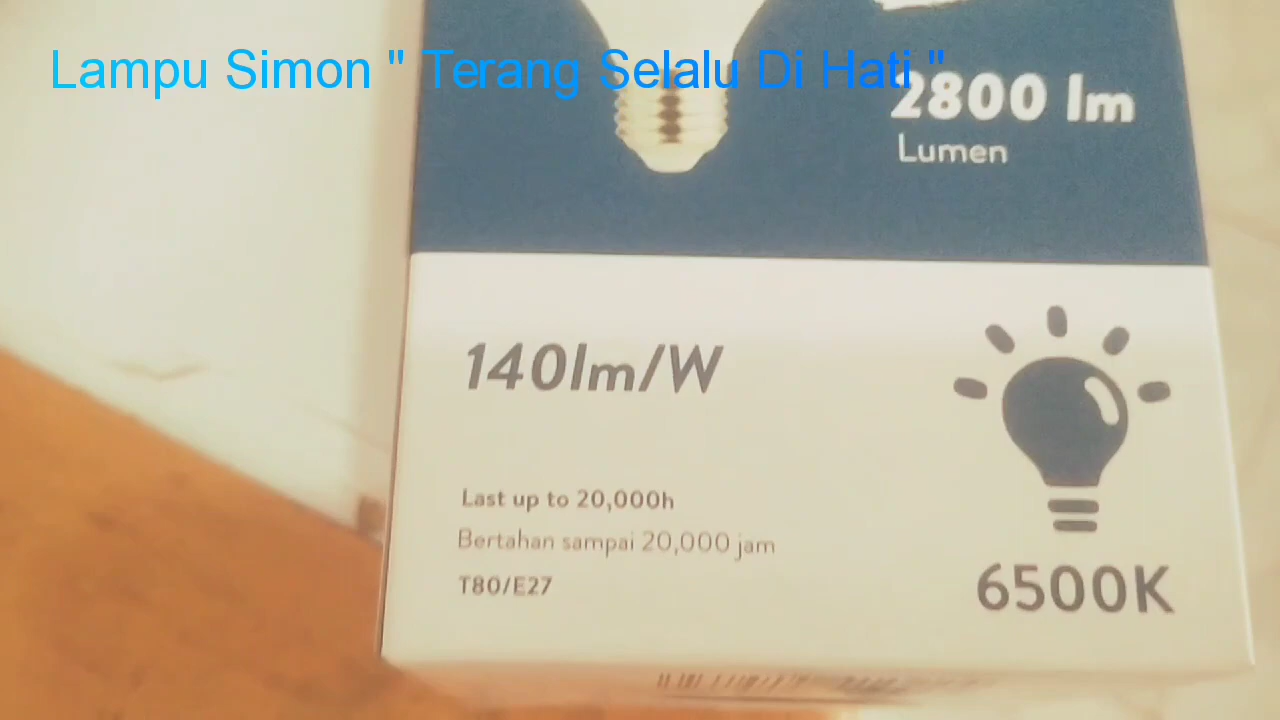 Lampu Simon " Terang Selalu Di Hati "
2800 lm
Lumen
140lm/W
Last up to 20,000h
Bertahan sampai 20,000 jam
T80/E27
6500K